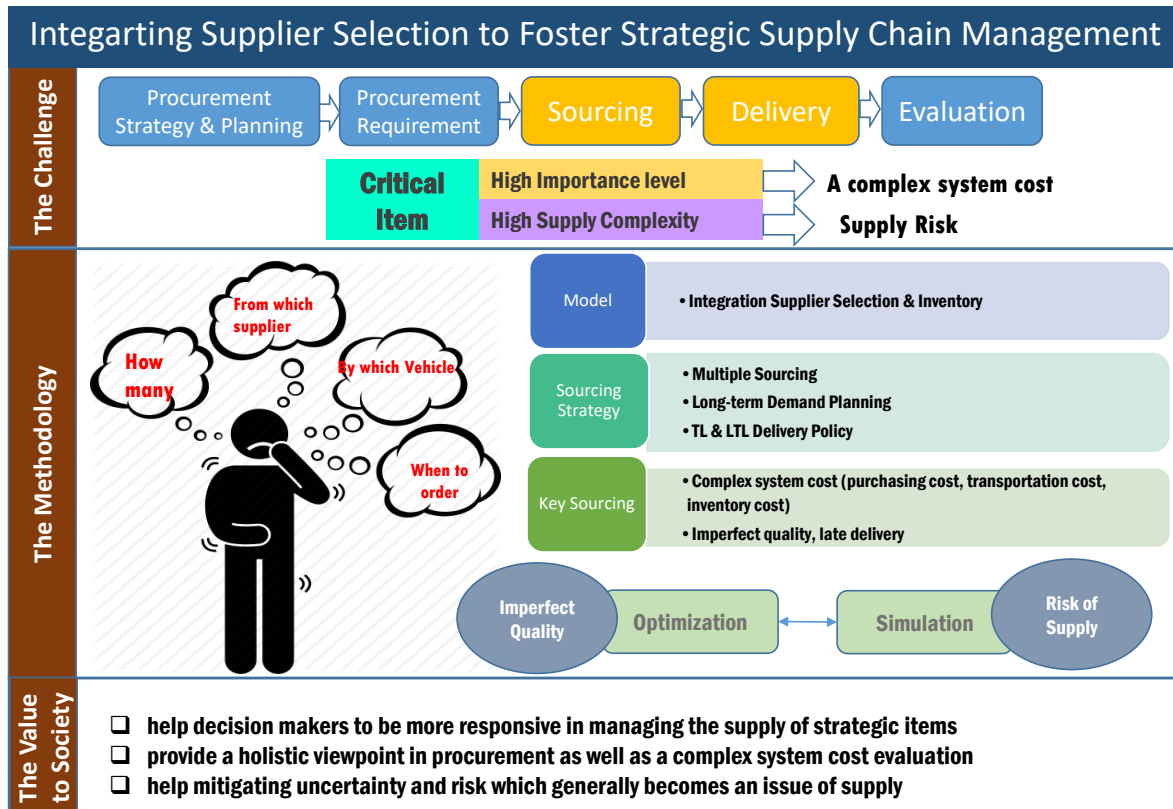 Integarting Supplier Selection to Foster Strategic Supply Chain Management
The Challenge
Procurement
Strategy & Planning
Procurement
Requirement
Sourcing
Delivery
Evaluation
Critical
Item
High Importance level
High Supply Complexity
A complex system cost
Supply Risk
The Methodology
From which
supplier
How
many
By which Vehicle
When to
order
Model
• Integration Supplier Selection & Inventory
Sourcing
Strategy
• Multiple Sourcing
• Long-term Demand Planning
• TL & LTL Delivery Policy
Key Sourcing
• Complex system cost (purchasing cost, transportation cost,
inventory cost)
• Imperfect quality, late delivery
Imperfect
Quality
Optimization
Simulation
Risk of
Supply
The Value
to Society
❑ help decision makers to be more responsive in managing the supply of strategic items
❑ provide a holistic viewpoint in procurement as well as a complex system cost evaluation
❑ help mitigating uncertainty and risk which generally becomes an issue of supply